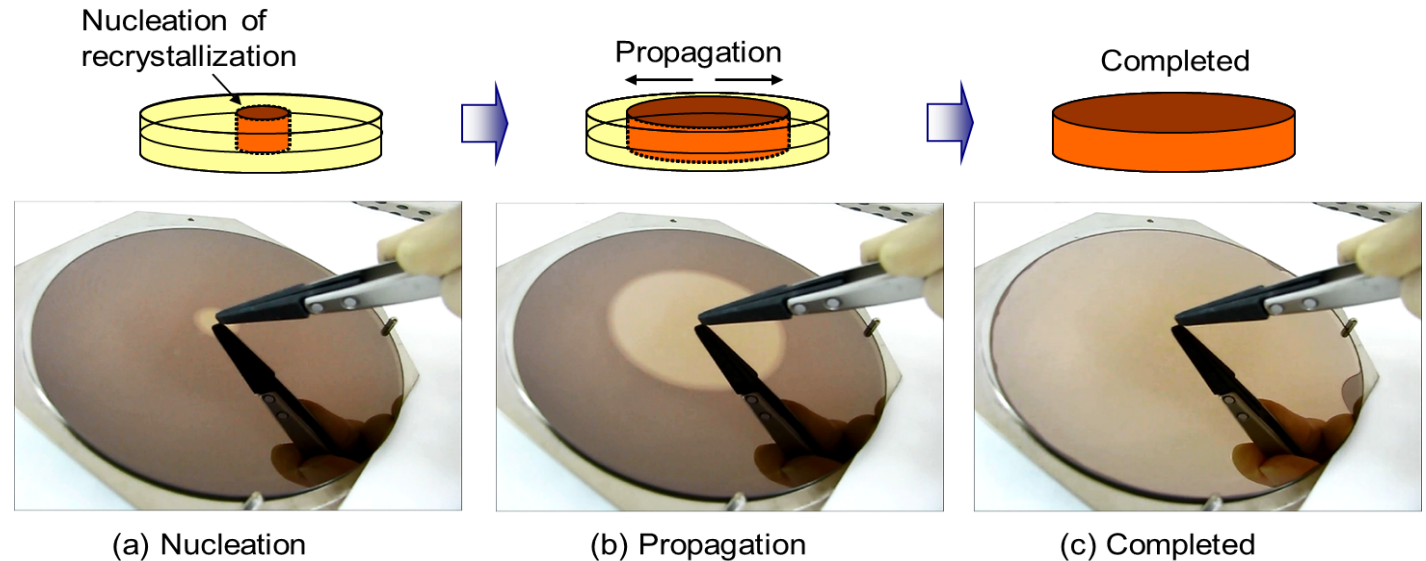 Nucleation of
recrystallization
Propagation
Completed
(a) Nucleation
(b) Propagation
(c) Completed